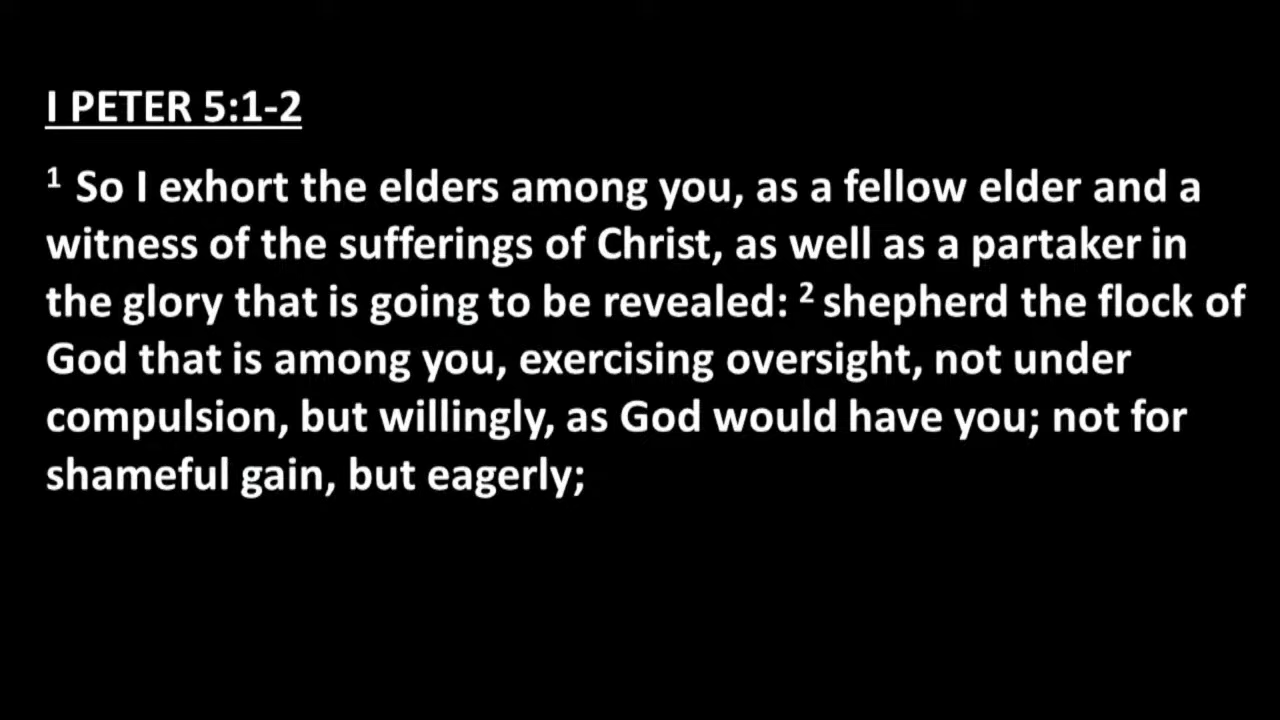 I PETER 5:1-2
1 So I exhort the elders among you, as a fellow elder and a
witness of the sufferings of Christ, as well as a partaker in
the glory that is going to be revealed: 2 shepherd the flock of
God that is among you, exercising oversight, not under
compulsion, but willingly, as God would have you; not for
shameful gain, but eagerly;